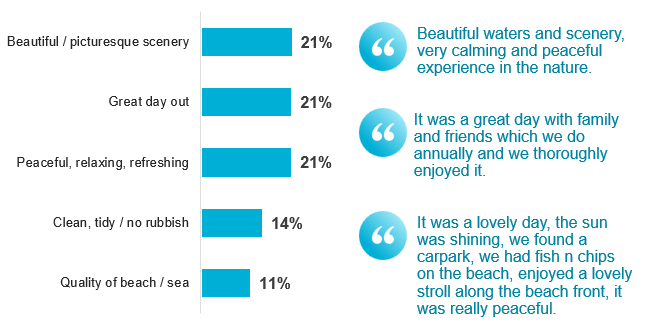 Beautiful / picturesque scenery 21%
Great day out 21%
Peaceful, relaxing, refreshing 21%
Clean, tidy / no rubbish 14%
Quality of beach / sea 11%
“
Beautiful waters and scenery,
very calming and peaceful
experience in the nature.
“
It was a great day with family
and friends which we do
annually and we thoroughly
enjoyed it.
“
It was a lovely day, the sun
was shining, we found a
carpark, we had fish n chips
on the beach, enjoyed a lovely
stroll along the beach front, it
was really peaceful.